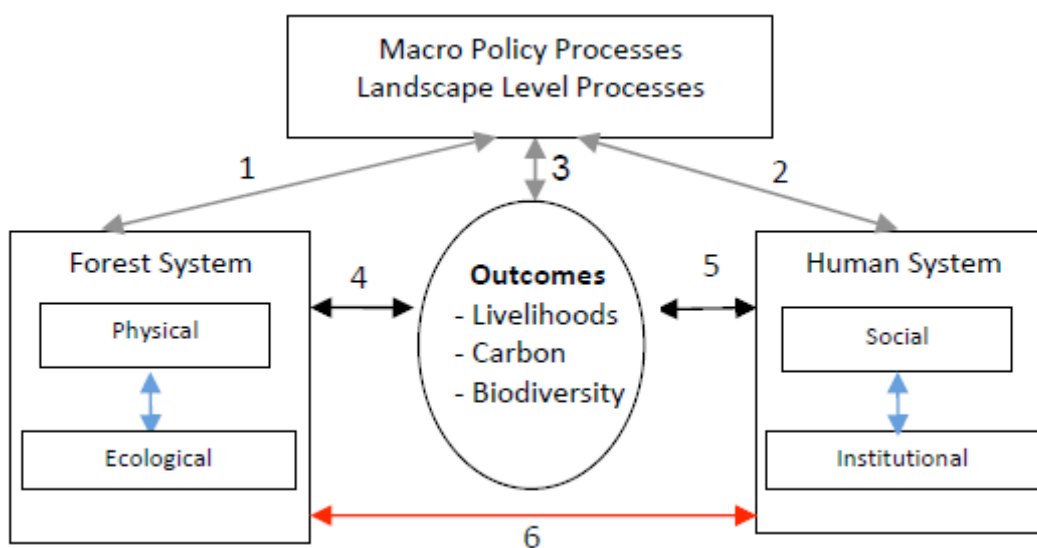 Macro Policy Processes
Landscape Level Processes
1
3
2
Forest System
Physical
Ecological
4
Outcomes
- Livelihoods
- Carbon
- Biodiversity
5
Human System
Social
Institutional
6